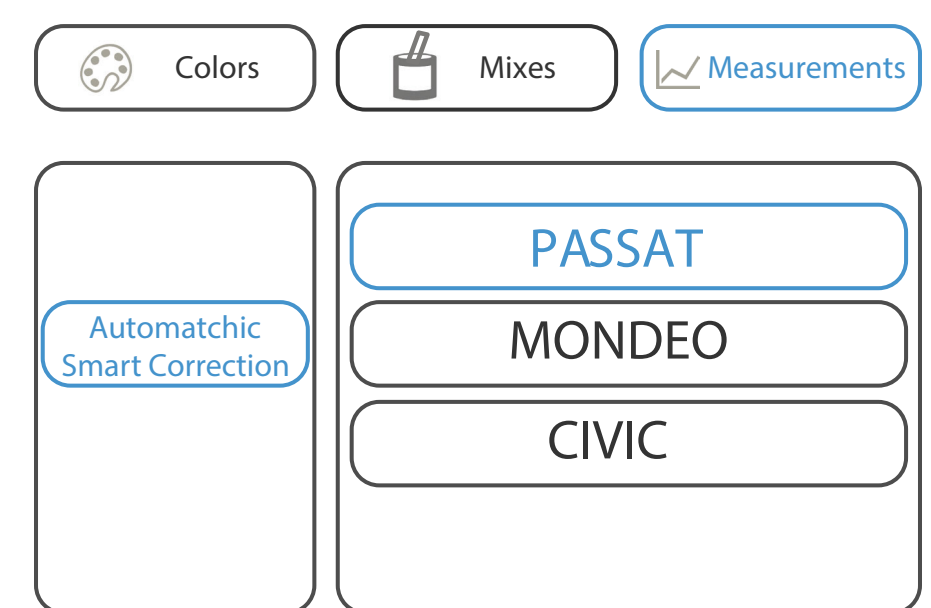 Colors
Mixes
Measurements
PASSAT
Automatchic
Smart Correction
MONDEO
CIVIC